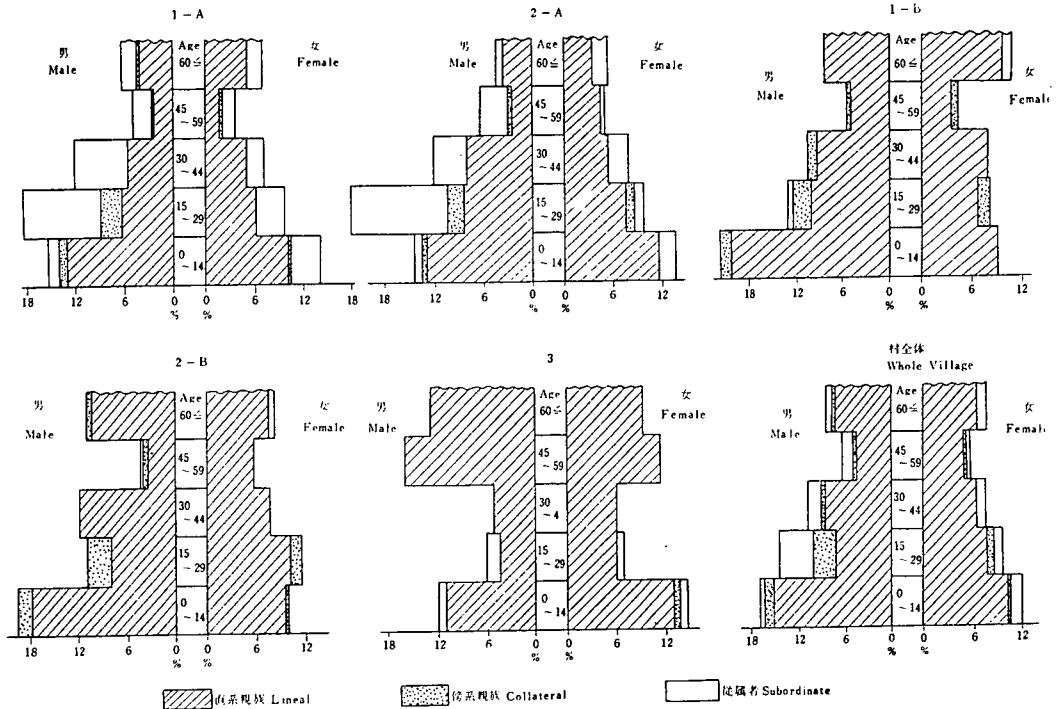 1-A
男
Male
Age
60≦
女
Female
45
~59
30
~44
15
~29
0
~14
18 12 6 0 0 6 12 18
% %
2-A
男
Male
Age
60≦
女
Female
45
~59
30
~44
15
~29
0
~14
18 12 6 0 0 6 12
% %
1-B
男
Male
Age
60≦
女
Female
45
~59
30
~44
15
~29
0
~14
18 12 6 0 0 6 12
% %
2-B
男
Male
Age
60≦
女
Female
45
~59
30
~44
15
~29
0
~14
18 12 6 0 0 6 12
% %
3
男
Male
Age
60≦
女
Female
45
~59
30
~4
15
~29
0
~14
18 12 6 0 0 6 12
% %
村全体
Whole Village
男
Male
Age
60≦
女
Female
45
~59
30
~44
15
~29
0
~14
18 12 6 0 0 6 12
% %
直系親族 Lineal 傍系親族 Collateral 従属者 Subordinate